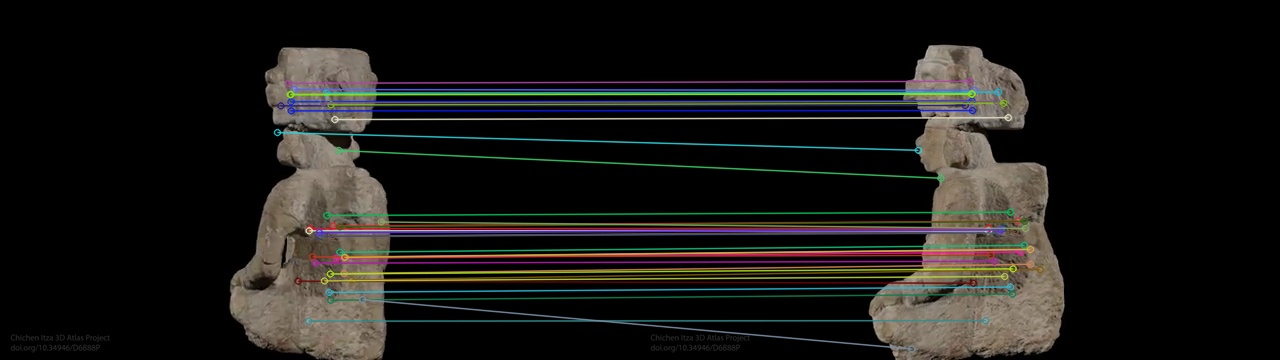 Chichen Itza 3D Atlas Project
doi.org/10.34946/D6B88P
Chichen Itza 3D Atlas Project
doi.org/10.34946/D6B88P